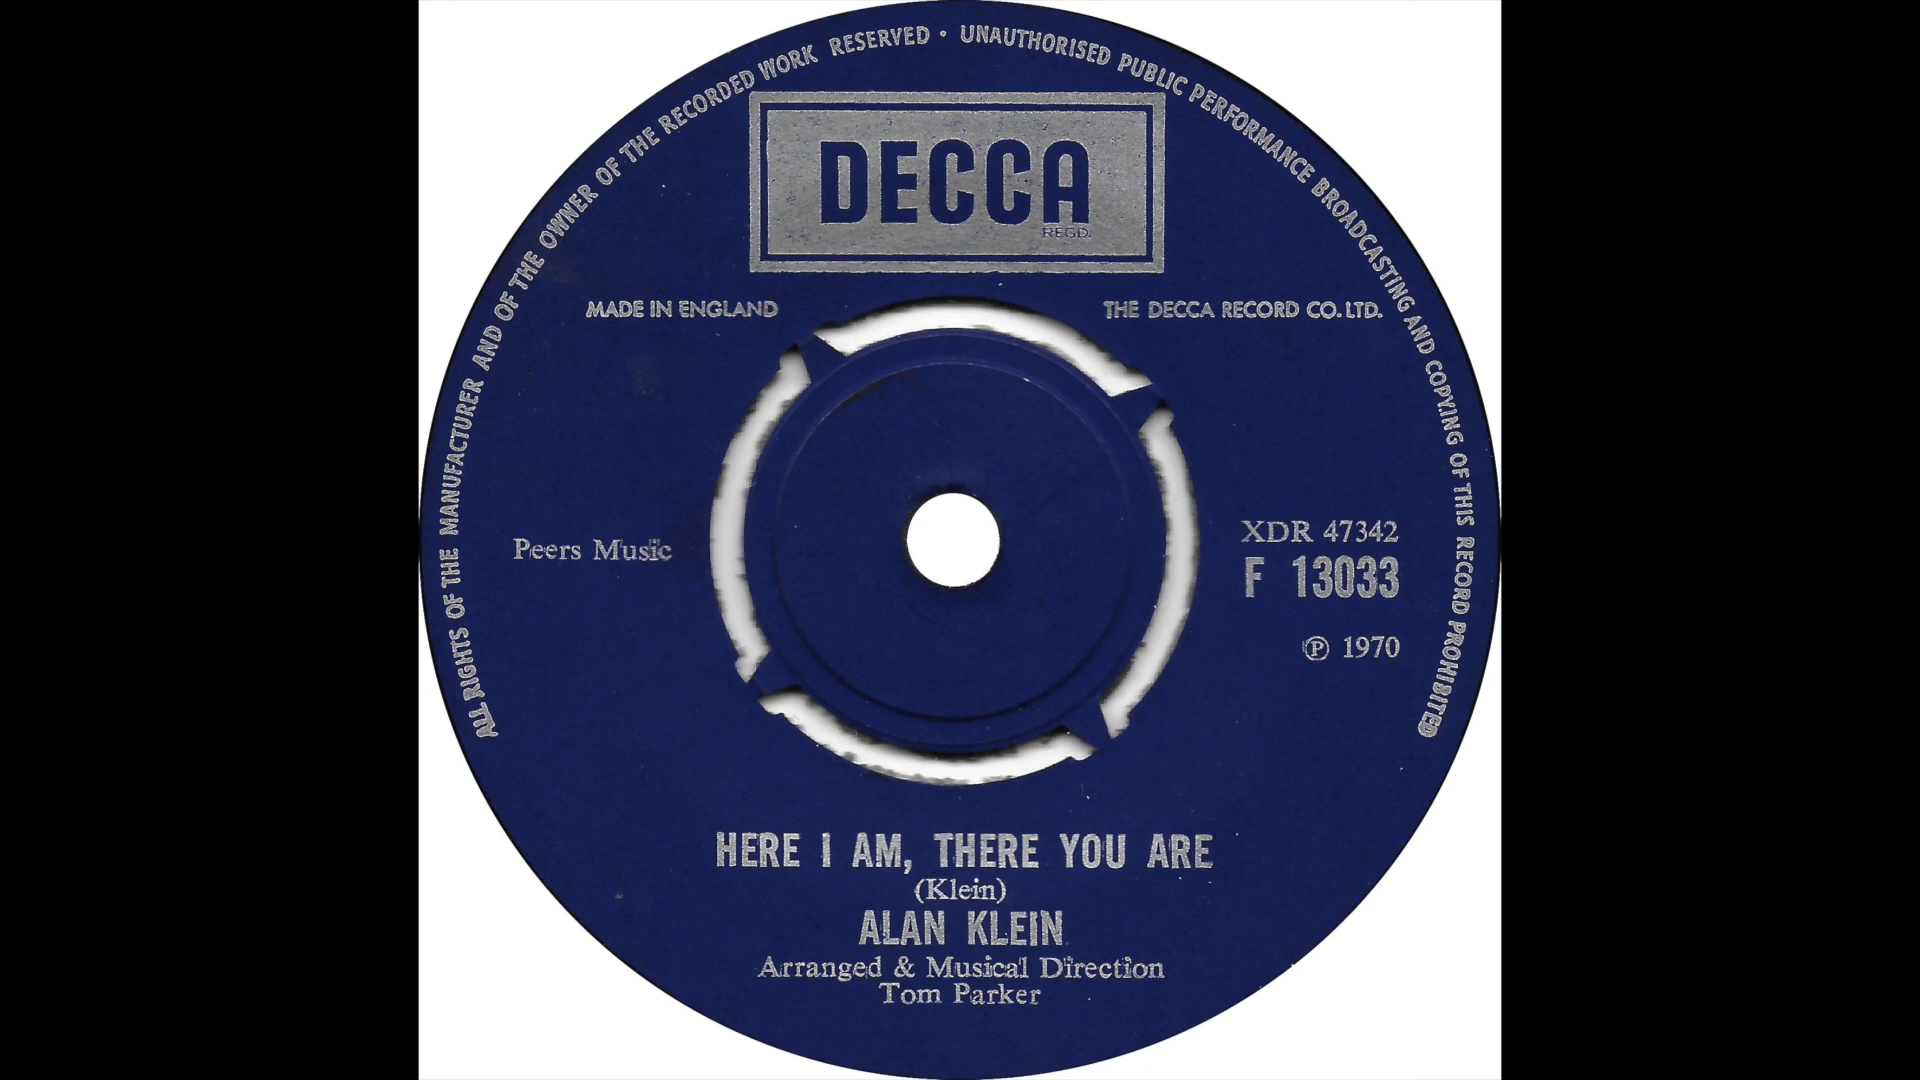 ALL RIGHTS OF THE MANUFACTURER AND OF THE OWNER OF THE RECORDED WORK RESERVED · UNAUTHORISED PUBLIC PERFORMANCE BROADCASTING AND COPYING OF THIS RECORD PROHIBITED
DECCA
REGD.
MADE IN ENGLAND
THE DECCA RECORD CO. LTD.
Peers Music
XDR 47342
F 13033
℗ 1970
HERE I AM, THERE YOU ARE
(Klein)
ALAN KLEIN
Arranged & Musical Direction
Tom Parker